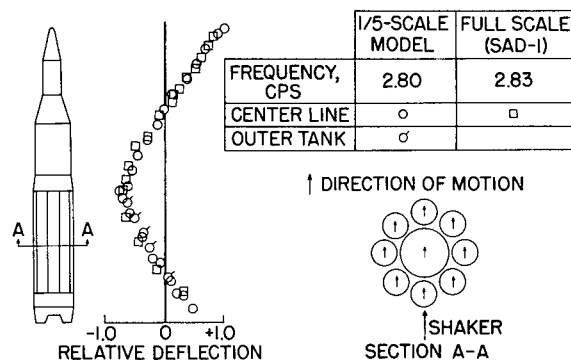 1/5-SCALE MODEL
FULL SCALE (SAD-1)
FREQUENCY, CPS
2.80
2.83
CENTER LINE
OUTER TANK
DIRECTION OF MOTION
A
A
SHAKER
SECTION A-A
-1.0
0
+1.0
RELATIVE DEFLECTION